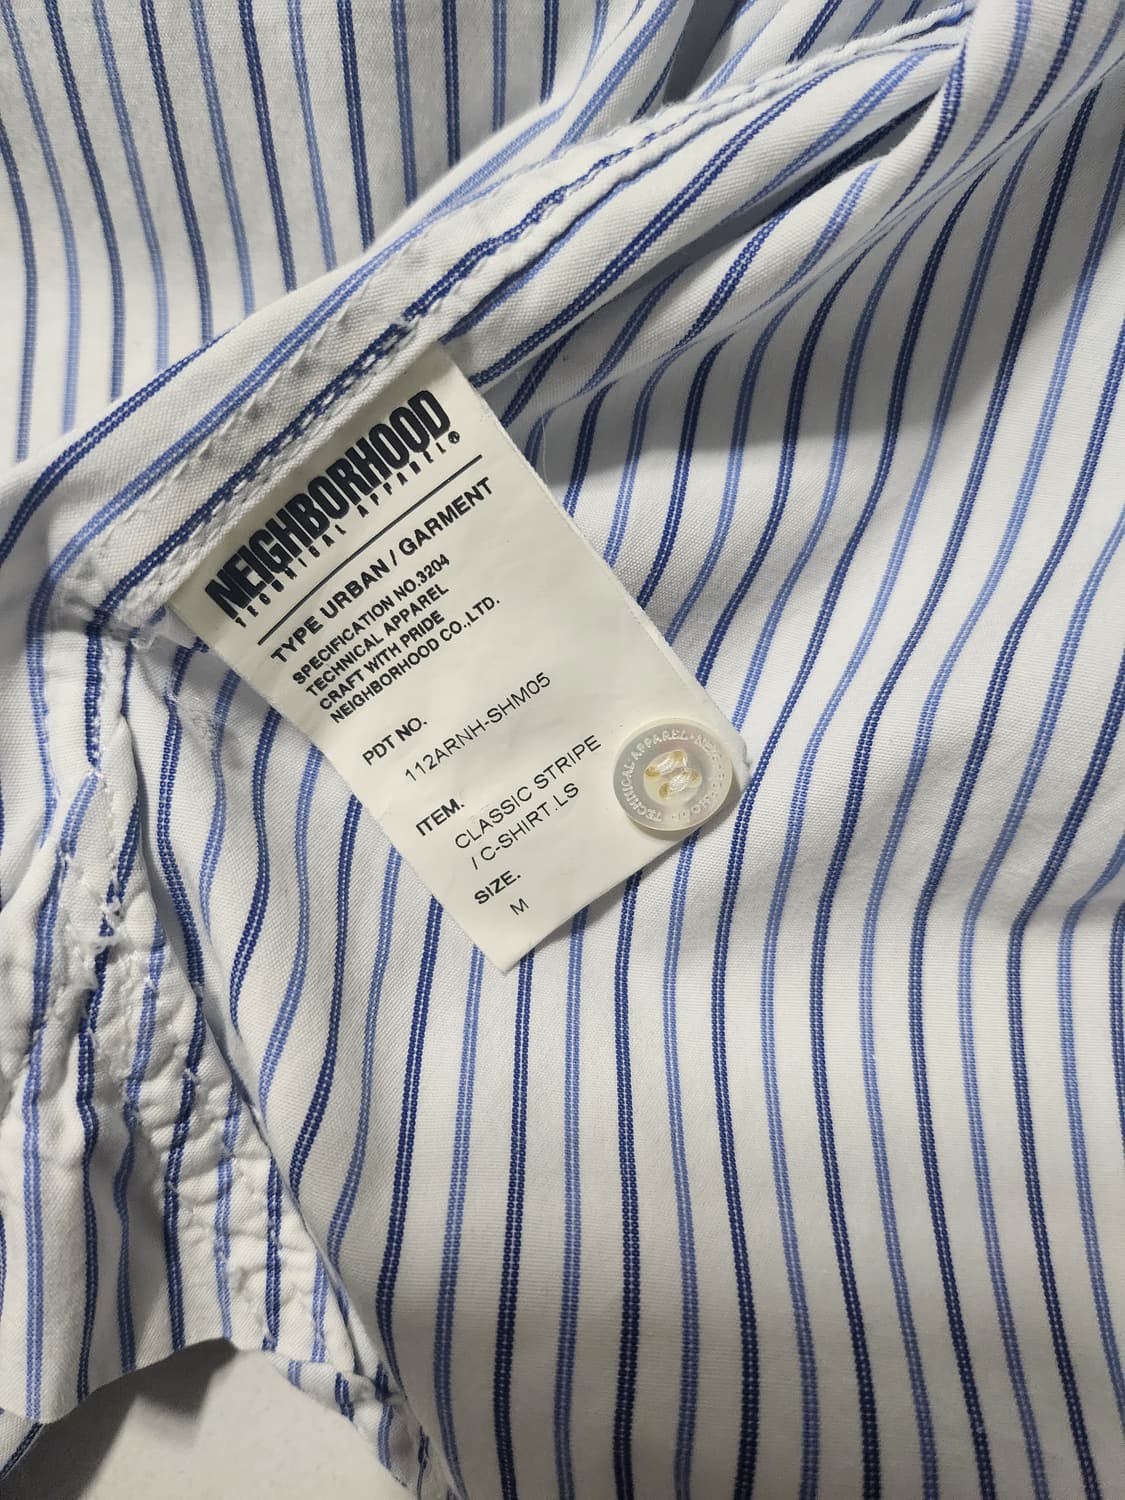 NEIGHBORHOOD
TECHNICAL APPAREL®
TYPE URBAN / GARMENT
SPECIFICATION NO.3204
TECHNICAL APPAREL
CRAFT WITH PRIDE
NEIGHBORHOOD CO.,LTD.
PDT NO.
112ARNH-SHM05
ITEM.
CLASSIC STRIPE
/ C-SHIRT.LS
SIZE.
M
TECHNICAL APPAREL